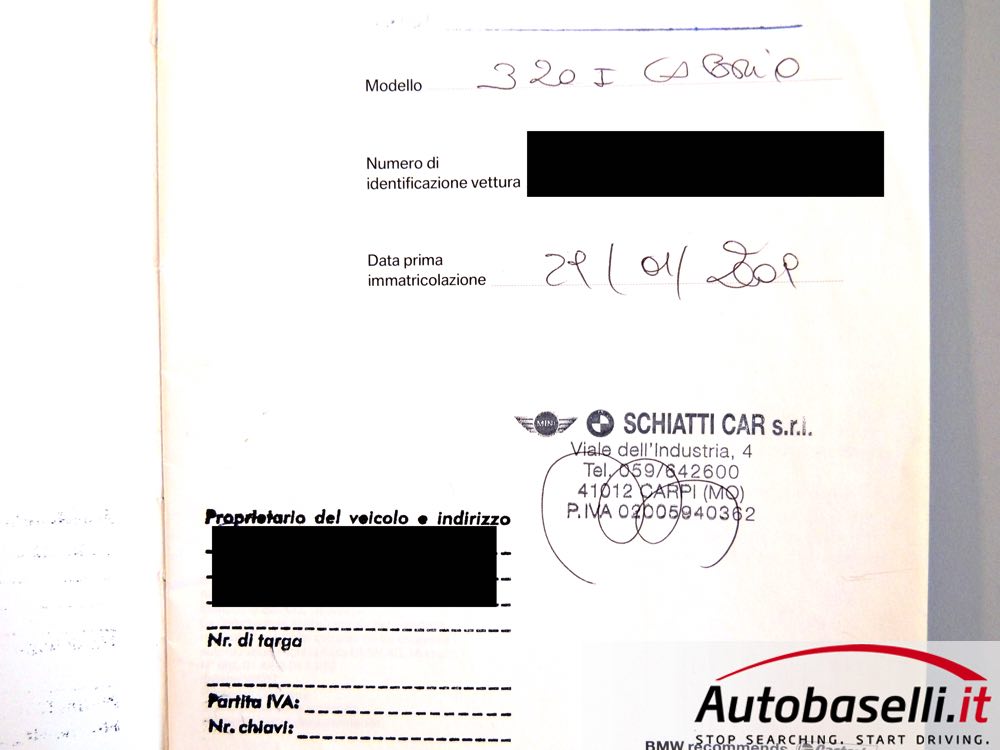 Modello 320 I CABRIO
Numero di
identificazione vettura
Data prima
immatricolazione 29/01/2009
MINI SCHIATTI CAR s.r.l.
Viale dell'Industria, 4
Tel. 059/642600
41012 CARPI (MO)
P.IVA 02005940362
Proprietario del veicolo e indirizzo
Nr. di targa
Partita IVA:
Nr. chiavi:
Autobaselli.it
STOP SEARCHING. START DRIVING.
BMW recommends